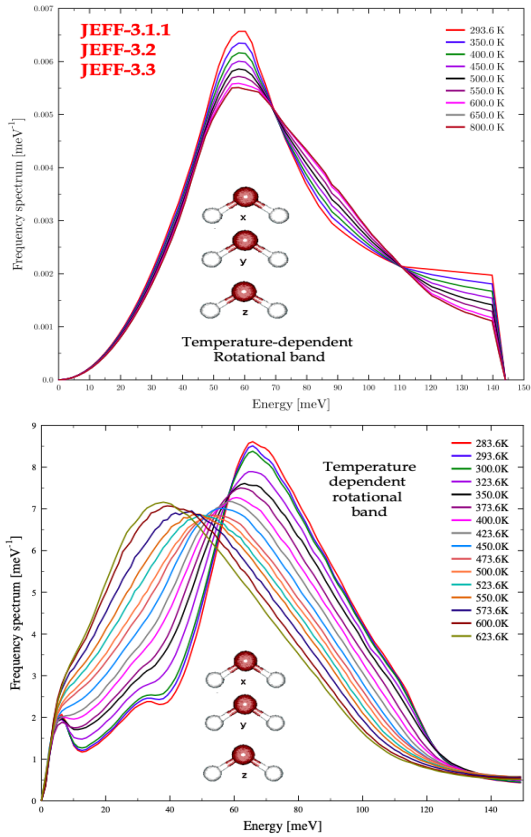 JEFF-3.1.1
JEFF-3.2
JEFF-3.3
293.6 K
350.0 K
400.0 K
450.0 K
500.0 K
550.0 K
600.0 K
650.0 K
800.0 K
Frequency spectrum [meV⁻¹]
0.007
0.006
0.005
0.004
0.003
0.002
0.001
0.0
x
y
z
Temperature-dependent
Rotational band
0 10 20 30 40 50 60 70 80 90 100 110 120 130 140 150
Energy [meV]
Temperature
dependent
rotational
band
283.6K
293.6K
300.0K
323.6K
350.0K
373.6K
400.0K
423.6K
450.0K
473.6K
500.0K
523.6K
550.0K
573.6K
600.0K
623.6K
Frequency spectrum [meV⁻¹]
9
8
7
6
5
4
3
2
1
0
x
y
z
0 20 40 60 80 100 120 140
Energy [meV]